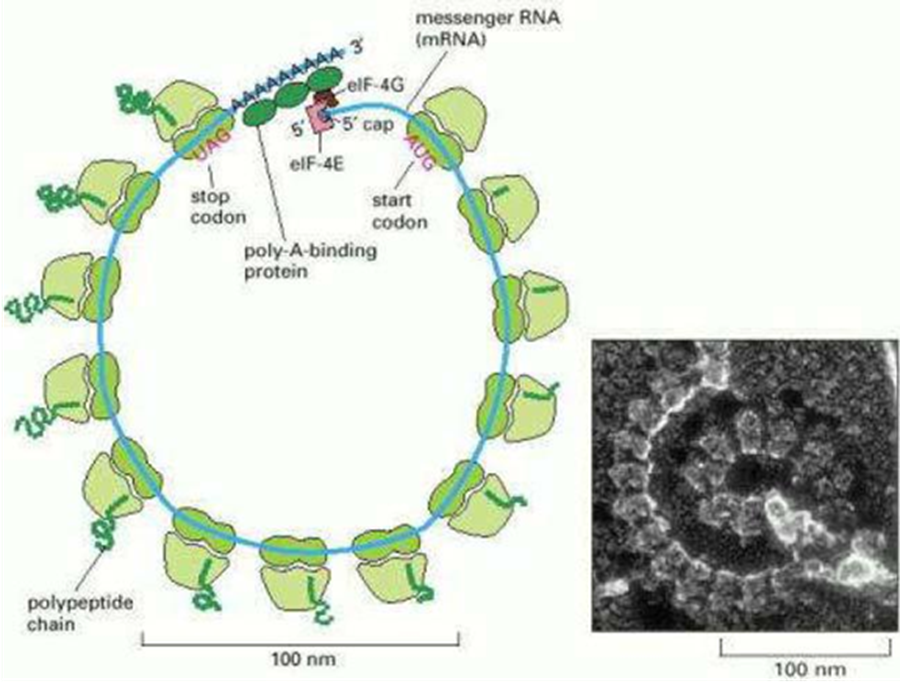 messenger RNA
(mRNA)
AAAAAAAAA 3'
eIF-4G
5'
5' cap
eIF-4E
UAG
AUG
stop
codon
start
codon
poly-A-binding
protein
polypeptide
chain
100 nm
100 nm